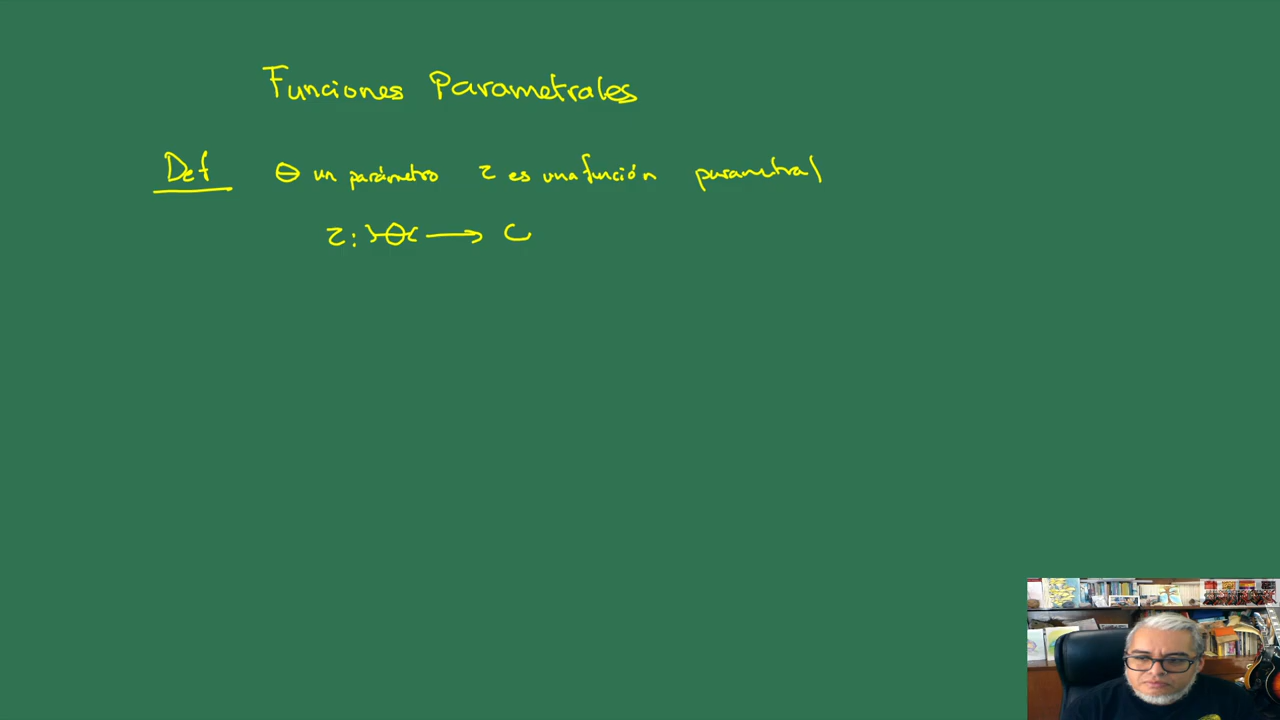 Funciones Parametrales
Def θ un parámetro τ es una función parametral
τ: Θ → C